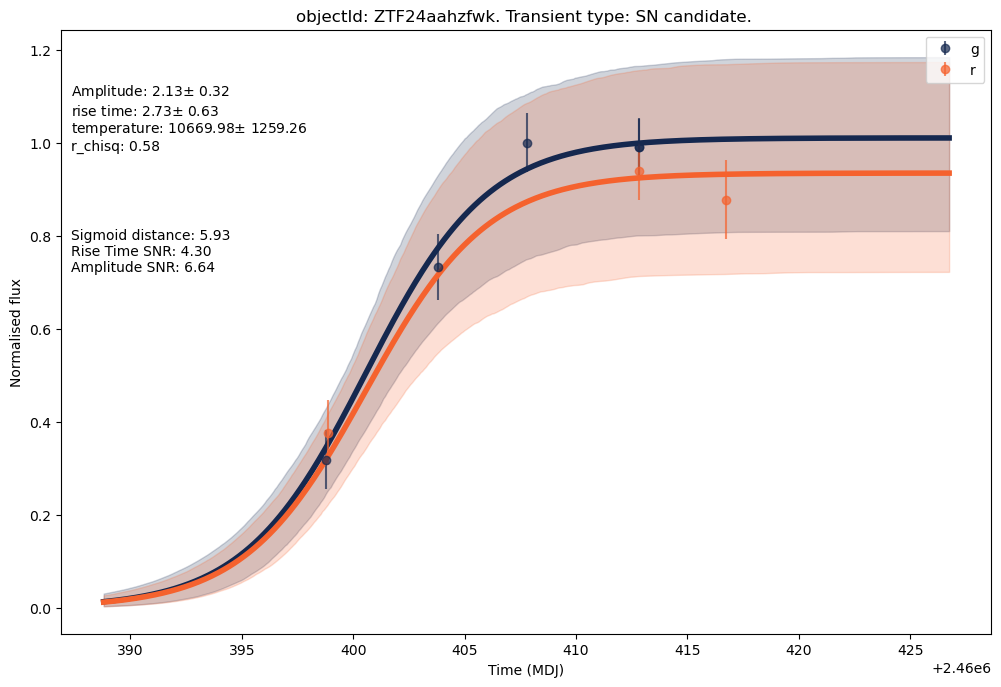 objectId: ZTF24aahzfwk. Transient type: SN candidate.
g
r
Amplitude: 2.13± 0.32
rise time: 2.73± 0.63
temperature: 10669.98± 1259.26
r_chisq: 0.58
Sigmoid distance: 5.93
Rise Time SNR: 4.30
Amplitude SNR: 6.64
Normalised flux
1.2
1.0
0.8
0.6
0.4
0.2
0.0
390 395 400 405 410 415 420 425
Time (MDJ)
+2.46e6